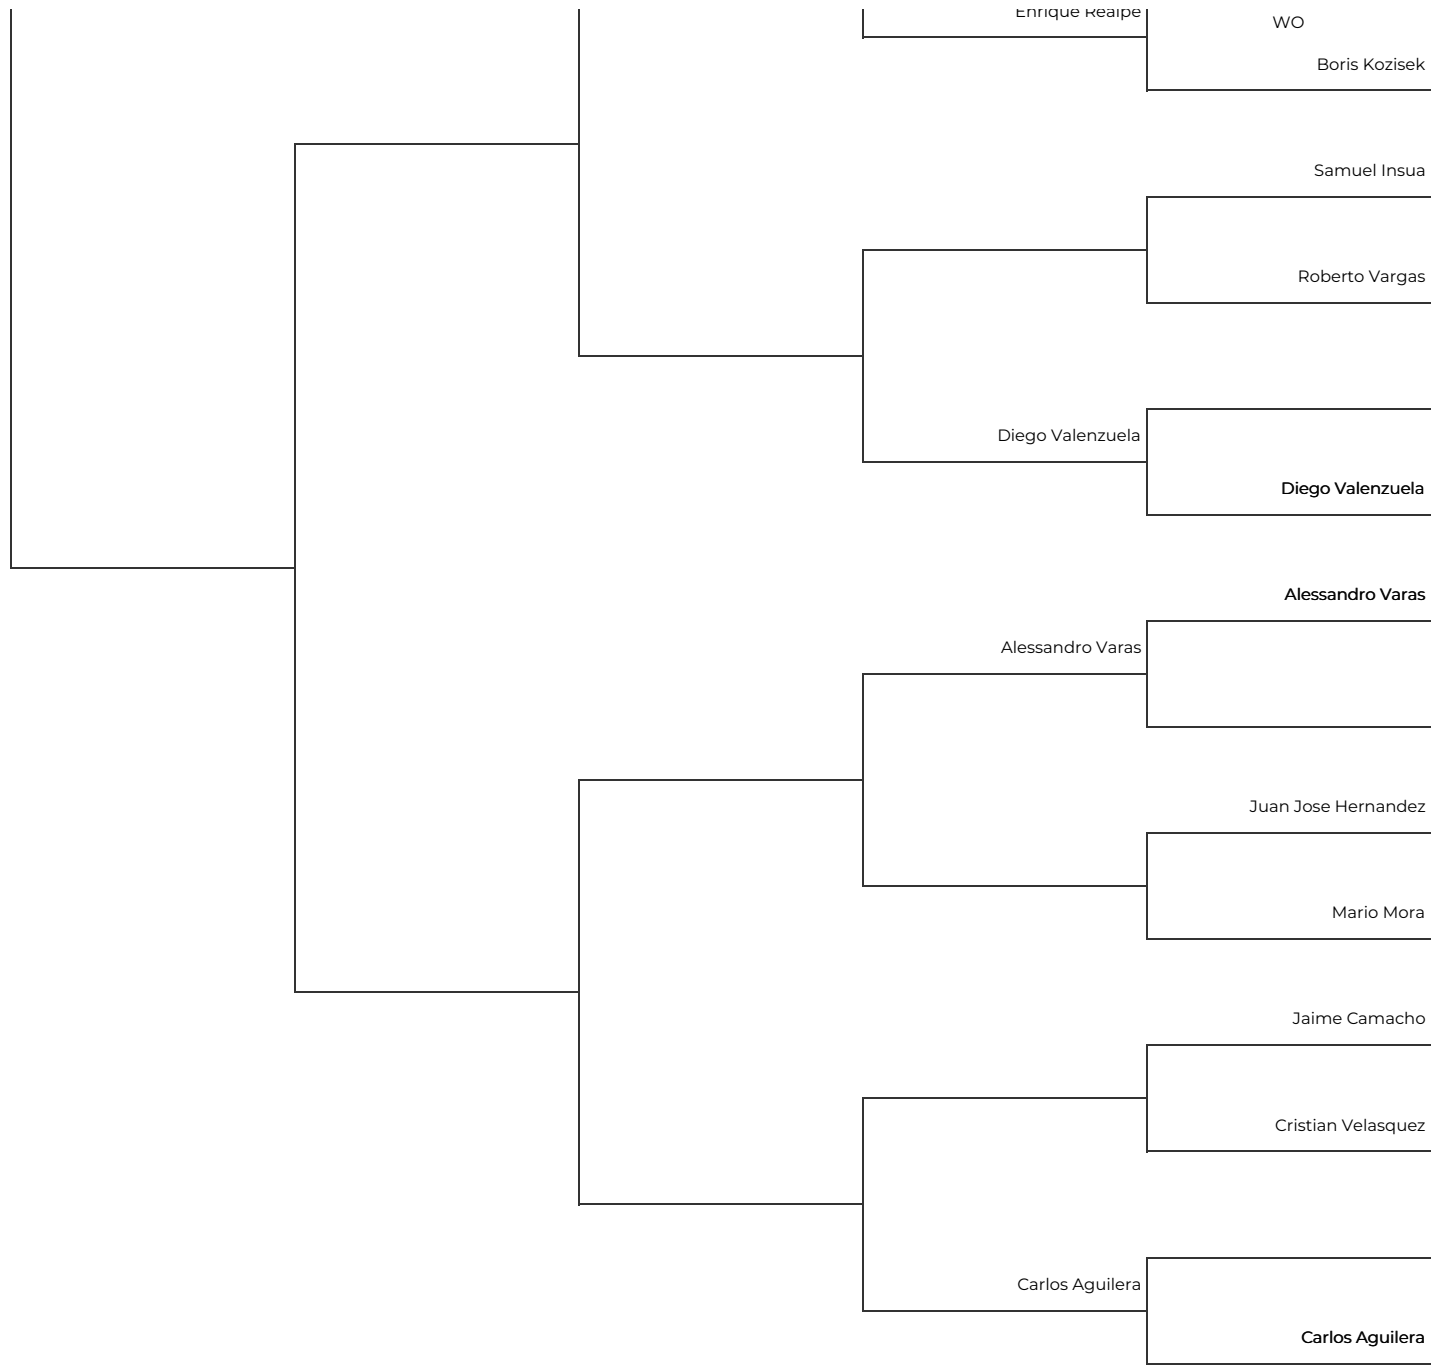 Enrique Realpe
WO
Boris Kozisek
Samuel Insua
Roberto Vargas
Diego Valenzuela
Diego Valenzuela
Alessandro Varas
Alessandro Varas
Juan Jose Hernandez
Mario Mora
Jaime Camacho
Cristian Velasquez
Carlos Aguilera
Carlos Aguilera